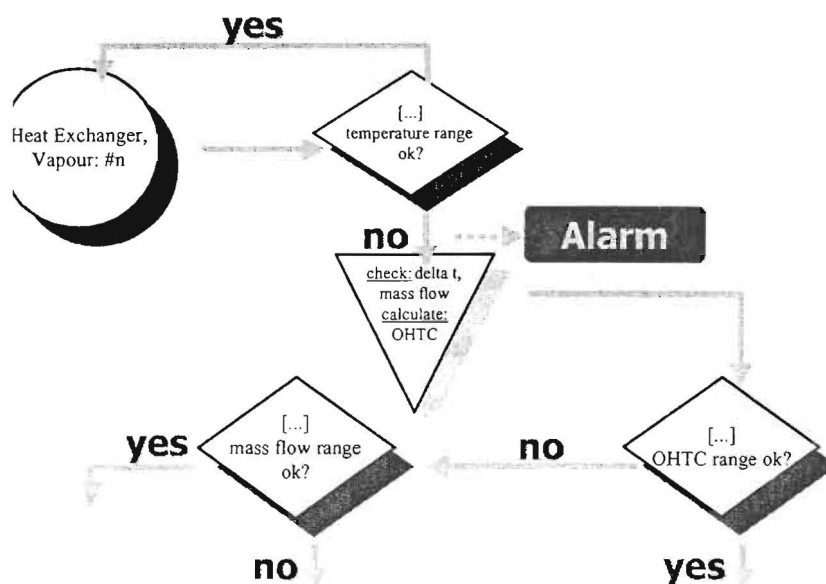 yes
Heat Exchanger,
Vapour: #n
[...]
temperature range
ok?
no
Alarm
check: delta t,
mass flow
calculate:
OHTC
yes
[...]
mass flow range
ok?
no
[...]
OHTC range ok?
no
yes